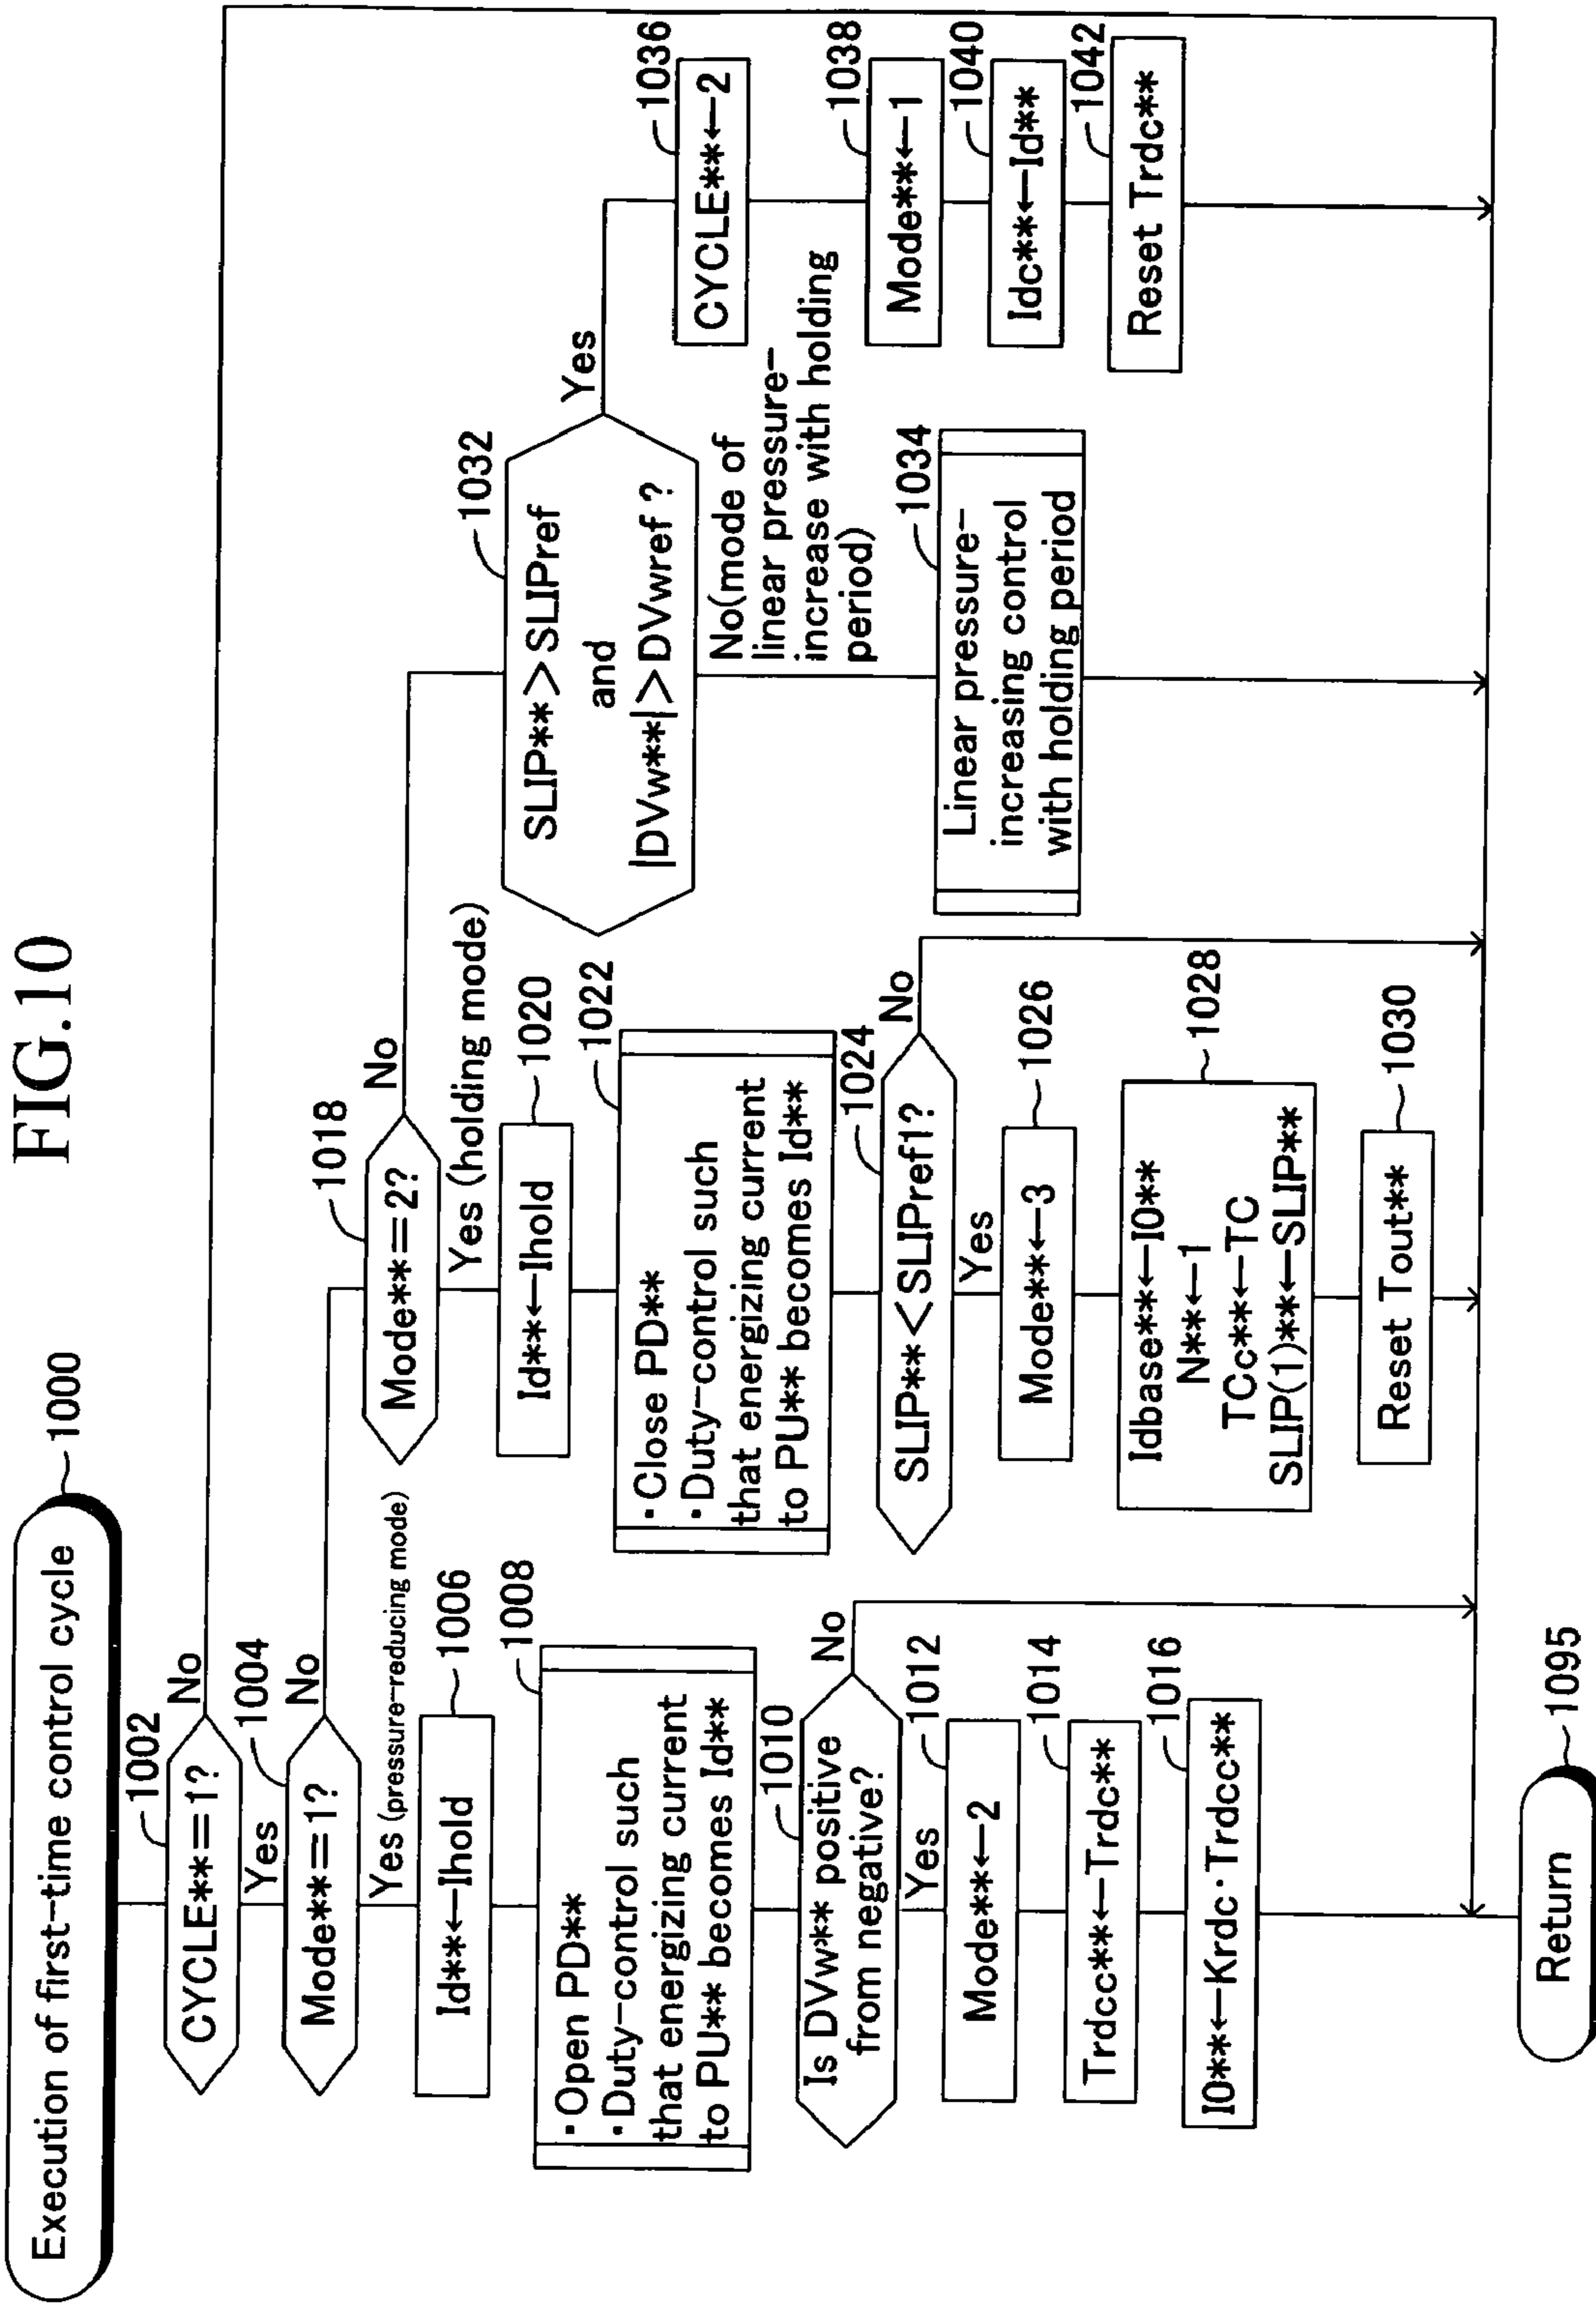 FIG.10
Execution of first-time control cycle
1000
1002
CYCLE**=1?
No
Yes
1004
Mode**=1?
No
Yes (pressure-reducing mode)
1006
Id**←Ihold
1008
・Open PD**
・Duty-control such
that energizing current
to PU** becomes Id**
1010
Is DVw** positive
from negative?
No
Yes
1012
Mode**←2
1014
Trdcc**←Trdc**
1016
I0**←Krdc・Trdcc**
1018
Mode**=2?
No
Yes (holding mode)
1020
Id**←Ihold
1022
・Close PD**
・Duty-control such
that energizing current
to PU** becomes Id**
1024
SLIP**<SLIPref1?
No
Yes
1026
Mode**←3
1028
Idbase**←I0**
N**←1
TCc**←TC
SLIP(1)**←SLIP**
1030
Reset Tout**
1032
SLIP**>SLIPref
and
|DVw**|>DVwref?
Yes
No(mode of
linear pressure-
increase with holding
period)
1034
Linear pressure-
increasing control
with holding period
1036
CYCLE**←2
1038
Mode**←1
1040
Idc**←Id**
1042
Reset Trdc**
Return
1095